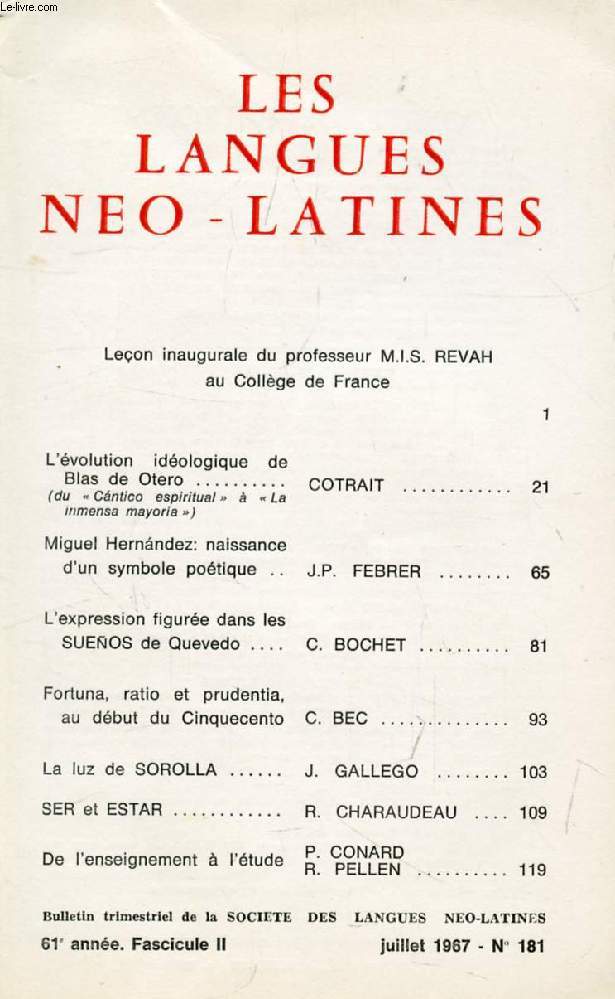 Le-livre.com
LES
LANGUES
NEO - LATINES
Leçon inaugurale du professeur M.I.S. REVAH
au Collège de France
1
L'évolution idéologique de
Blas de Otero .......... COTRAIT ............ 21
(du « Cántico espiritual » à « La
inmensa mayoría »)
Miguel Hernández: naissance
d'un symbole poétique .. J.P. FEBRER ........ 65
L'expression figurée dans les
SUEÑOS de Quevedo .... C. BOCHET .......... 81
Fortuna, ratio et prudentia,
au début du Cinquecento C. BEC .............. 93
La luz de SOROLLA ...... J. GALLEGO ........ 103
SER et ESTAR ............ R. CHARAUDEAU .... 109
De l'enseignement à l'étude P. CONARD
R. PELLEN .......... 119
Bulletin trimestriel de la SOCIETE DES LANGUES NEO-LATINES
61e année. Fascicule II juillet 1967 - N° 181